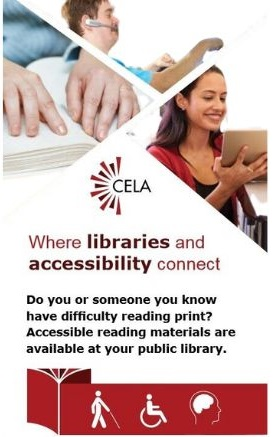 CELA
Where libraries and
accessibility connect
Do you or someone you know
have difficulty reading print?
Accessible reading materials are
available at your public library.